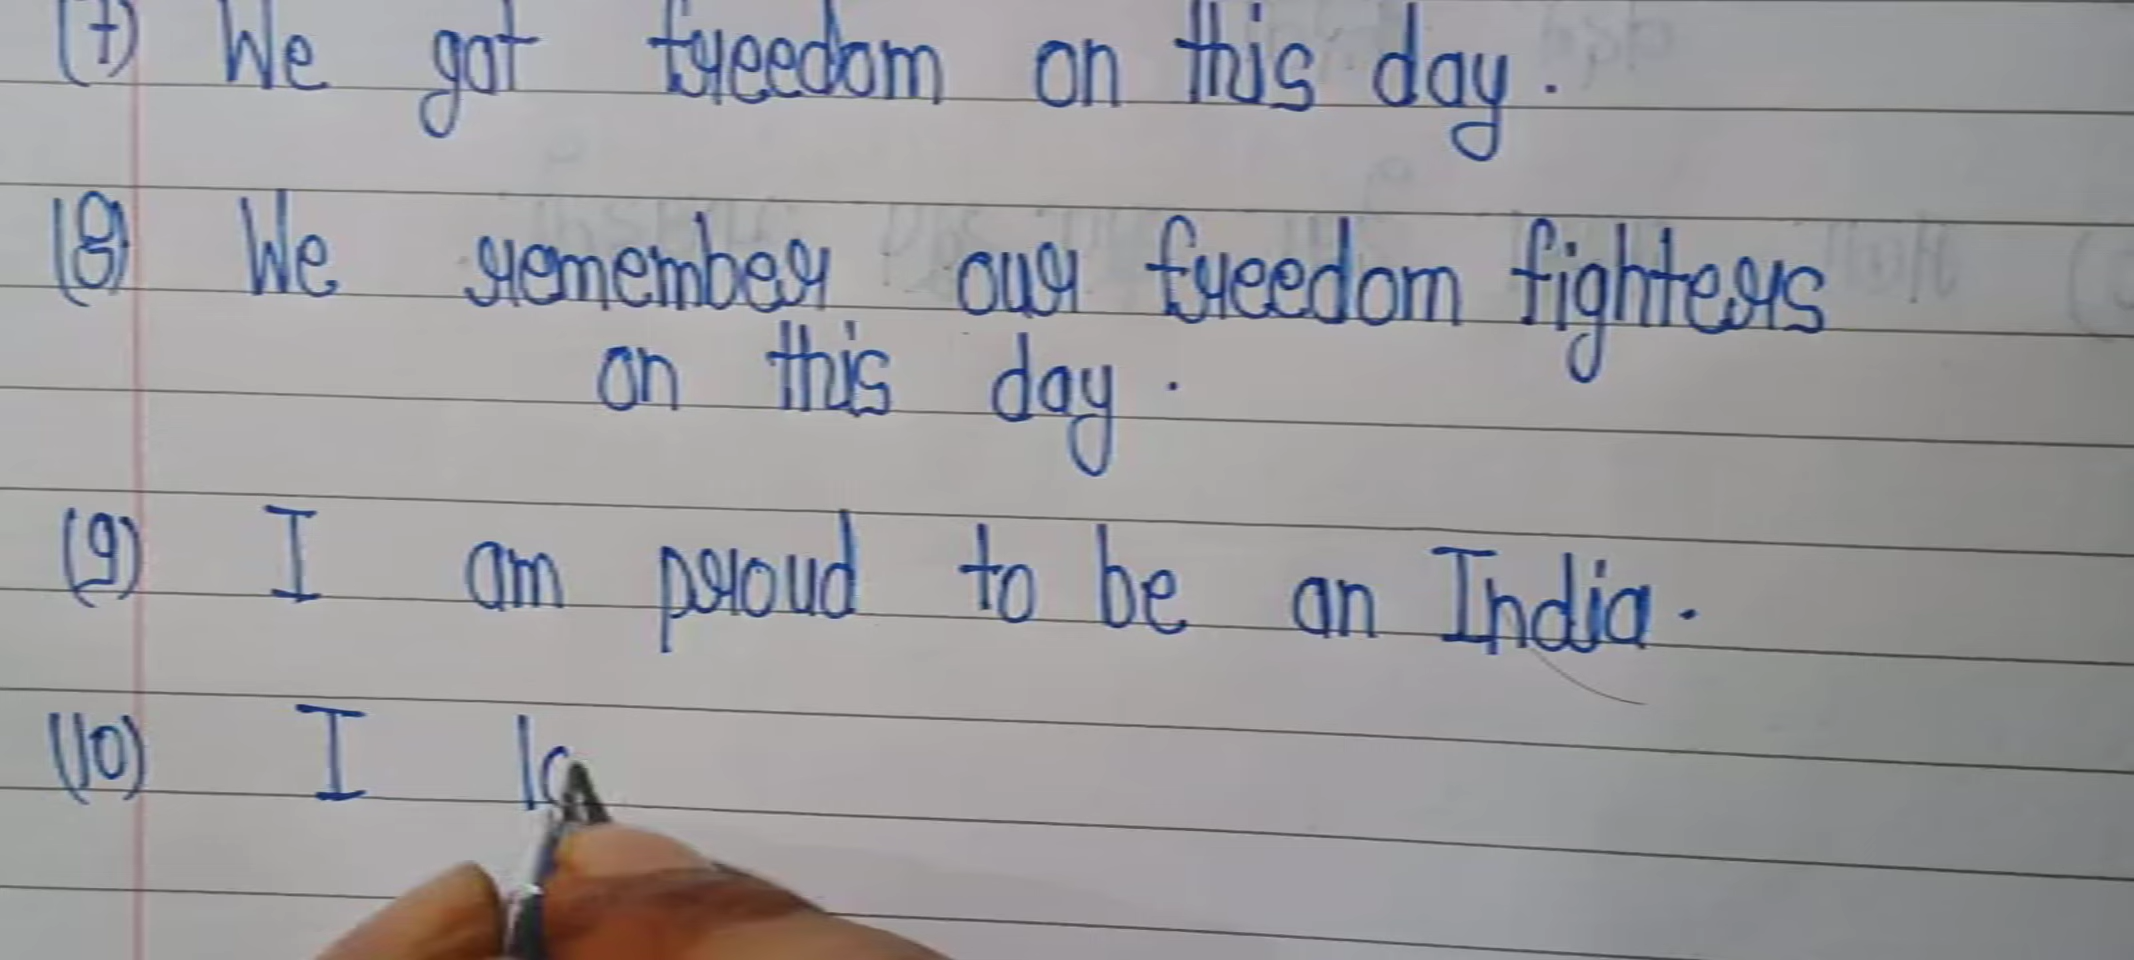 (7) We got freedom on this day.
(8) We remember our freedom fighters
on this day.
(9) I am proud to be an India.
(10) I